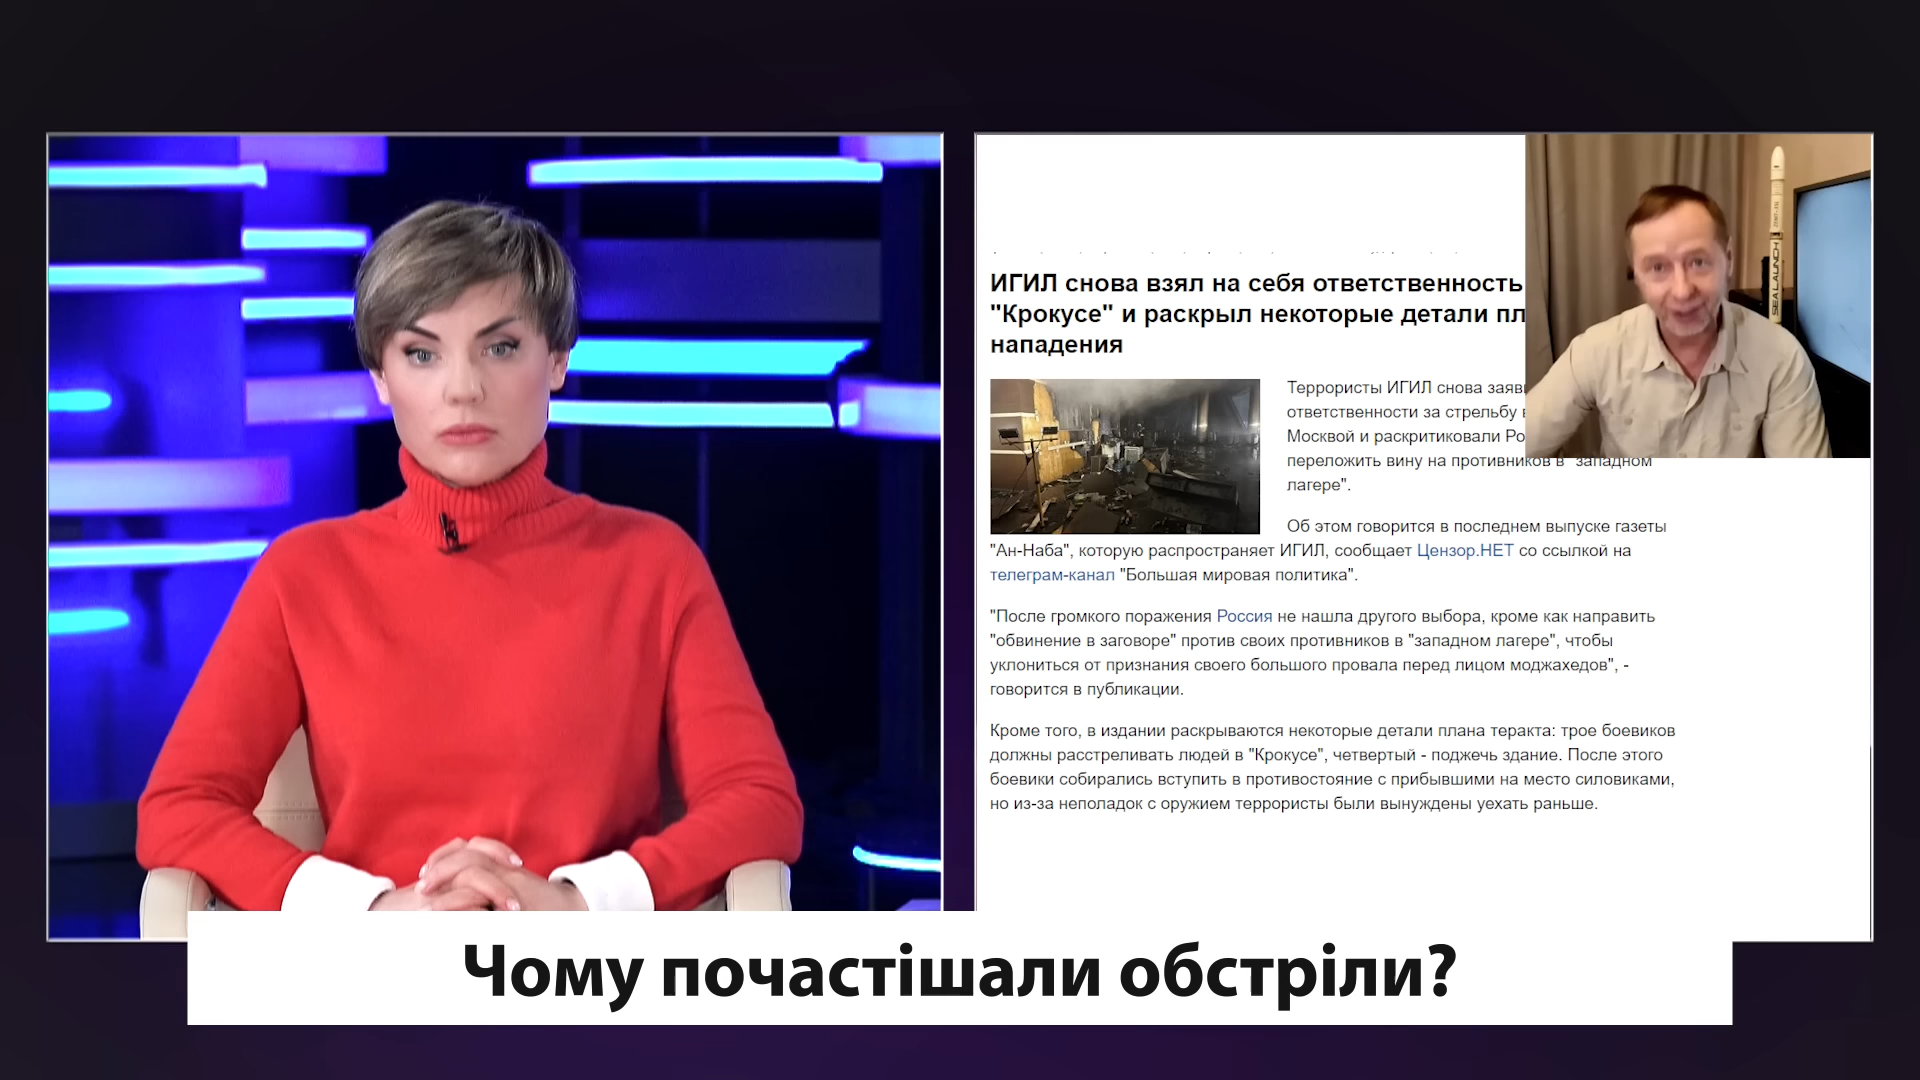 ИГИЛ снова взял на себя ответственность
"Крокусе" и раскрыл некоторые детали пл
нападения
Террористы ИГИЛ снова заяв
ответственности за стрельбу в
Москвой и раскритиковали Ро
переложить вину на противников в "западном
лагере".
Об этом говорится в последнем выпуске газеты
"Ан-Наба", которую распространяет ИГИЛ, сообщает Цензор.НЕТ со ссылкой на
телеграм-канал "Большая мировая политика".
"После громкого поражения Россия не нашла другого выбора, кроме как направить
"обвинение в заговоре" против своих противников в "западном лагере", чтобы
уклониться от признания своего большого провала перед лицом моджахедов", -
говорится в публикации.
Кроме того, в издании раскрываются некоторые детали плана теракта: трое боевиков
должны расстреливать людей в "Крокусе", четвертый - поджечь здание. После этого
боевики собирались вступить в противостояние с прибывшими на место силовиками,
но из-за неполадок с оружием террористы были вынуждены уехать раньше.
SEA LAUNCH
Чому почастішали обстріли?